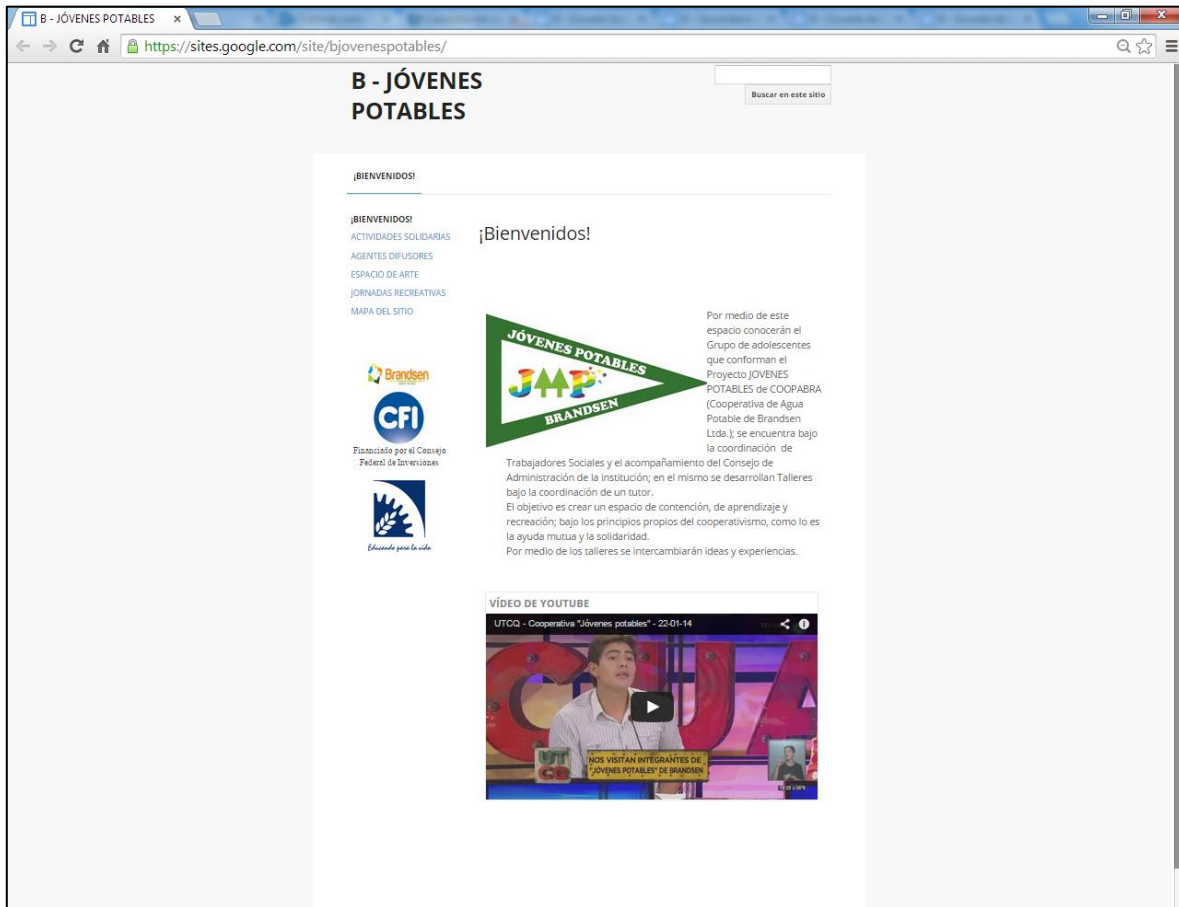 B - JÓVENES POTABLES
https://sites.google.com/site/bjovenespotables/
B - JÓVENES
POTABLES
Buscar en este sitio
¡BIENVENIDOS!
¡BIENVENIDOS!
ACTIVIDADES SOLIDARIAS
AGENTES DIFUSORES
ESPACIO DE ARTE
JORNADAS RECREATIVAS
MAPA DEL SITIO
Brandsen
CFI
Financiado por el Consejo
Federal de Inversiones
Educando para la vida
¡Bienvenidos!
JÓVENES POTABLES
JP
BRANDSEN
Por medio de este
espacio conocerán el
Grupo de adolescentes
que conforman el
Proyecto JOVENES
POTABLES de COOPABRA
(Cooperativa de Agua
Potable de Brandsen
Ltda.); se encuentra bajo
la coordinación de
Trabajadores Sociales y el acompañamiento del Consejo de
Administración de la institución; en el mismo se desarrollan Talleres
bajo la coordinación de un tutor.
El objetivo es crear un espacio de contención, de aprendizaje y
recreación; bajo los principios propios del cooperativismo, como lo es
la ayuda mutua y la solidaridad.
Por medio de los talleres se intercambiarán ideas y experiencias.
VÍDEO DE YOUTUBE
UTCQ - Cooperativa "Jóvenes potables" - 22-01-14
CUA
UT
CQ
NOS VISITAN INTEGRANTES DE
"JÓVENES POTABLES" DE BRANDSEN